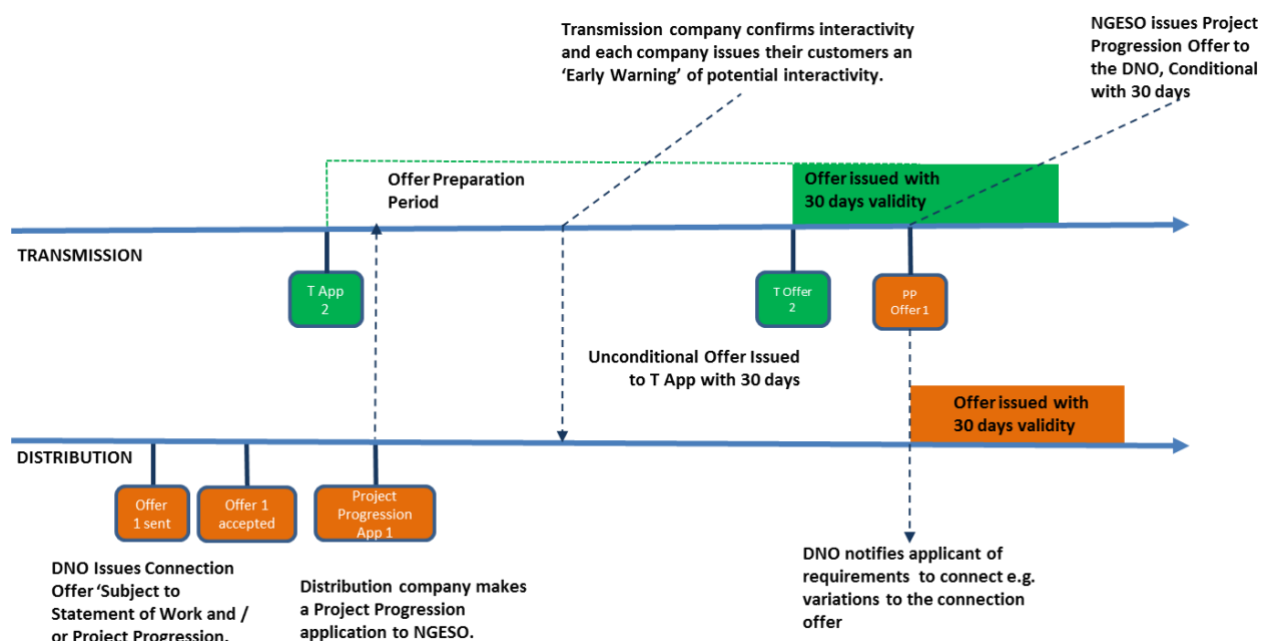 Transmission company confirms interactivity
and each company issues their customers an
‘Early Warning’ of potential interactivity.
NGESO issues Project
Progression Offer to
the DNO, Conditional
with 30 days
Offer Preparation
Period
Offer issued with
30 days validity
TRANSMISSION
T App
2
T Offer
2
PP
Offer 1
Unconditional Offer Issued
to T App with 30 days
Offer issued with
30 days validity
DISTRIBUTION
Offer
1 sent
Offer 1
accepted
Project
Progression
App 1
DNO Issues Connection
Offer ‘Subject to
Statement of Work and /
or Project Progression.
Distribution company makes
a Project Progression
application to NGESO.
DNO notifies applicant of
requirements to connect e.g.
variations to the connection
offer